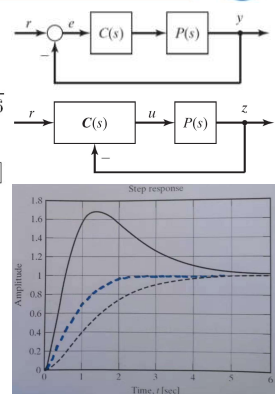 r e C(s) P(s) y
−
6
r C(s) u P(s) z
−
Step response
1.8
1.6
1.4
1.2
1
0.8
0.6
0.4
0.2
0
0 1 2 3 4 5 6
Amplitude
Time, t [sec]